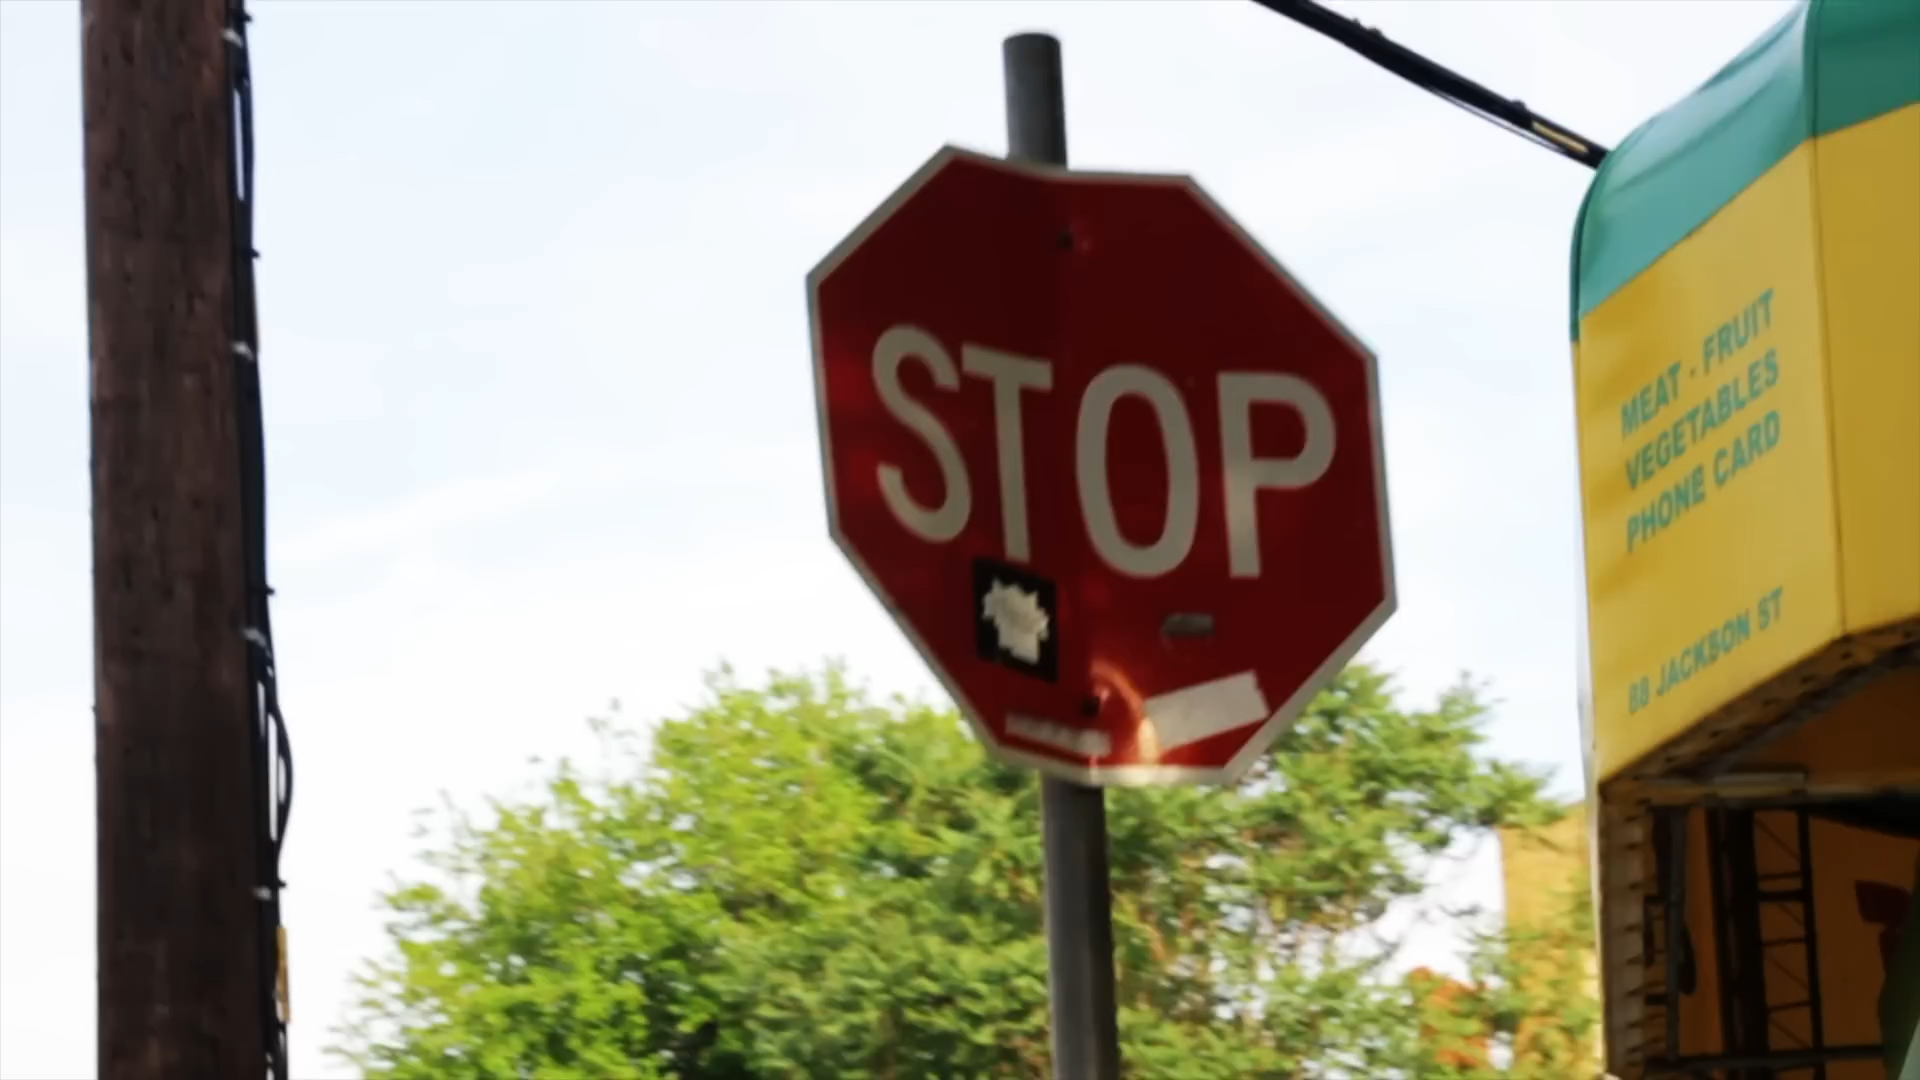 STOP
MEAT - FRUIT
VEGETABLES
PHONE CARD
88 JACKSON ST